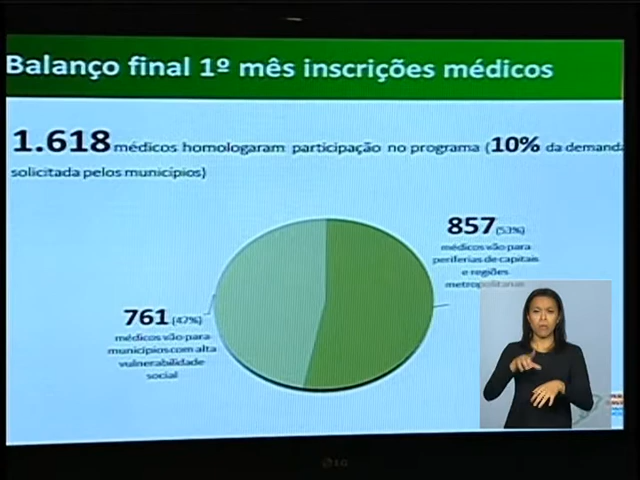 Balanço final 1º mês inscrições médicos
1.618 médicos homologaram participação no programa (10% da demanda
solicitada pelos municípios)
857 (53%)
médicos vão para
periferias de capitais
e regiões
metropolitanas
761 (47%)
médicos vão para
municípios com alta
vulnerabilidade
social
LG